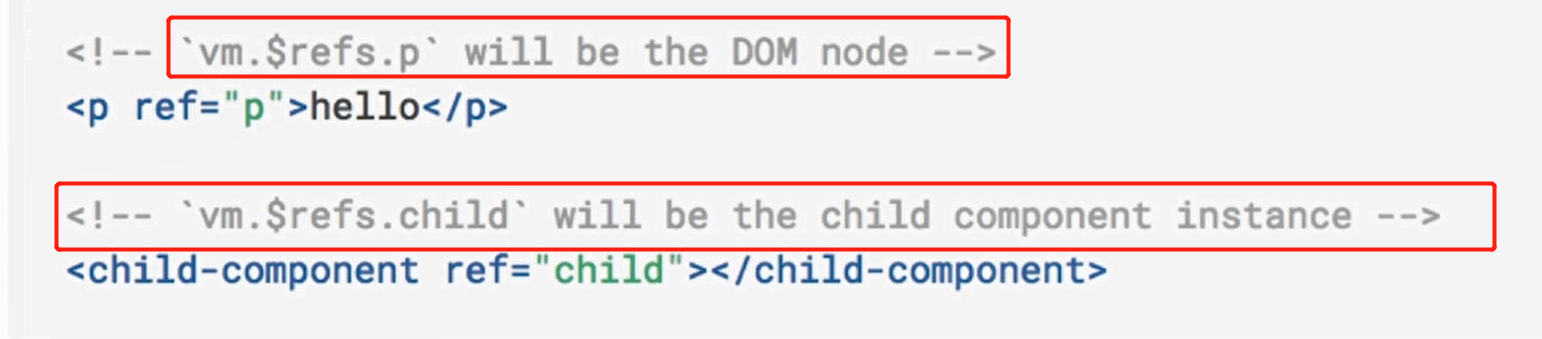 <!-- `vm.$refs.p` will be the DOM node -->
<p ref="p">hello</p>
<!-- `vm.$refs.child` will be the child component instance -->
<child-component ref="child"></child-component>